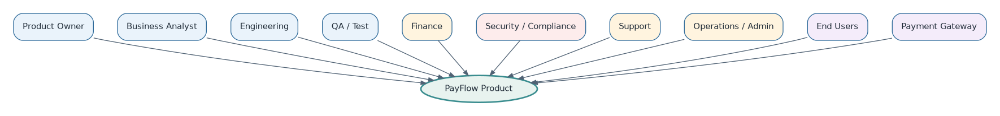 Product Owner
Business Analyst
Engineering
QA / Test
Finance
Security / Compliance
Support
Operations / Admin
End Users
Payment Gateway
PayFlow Product